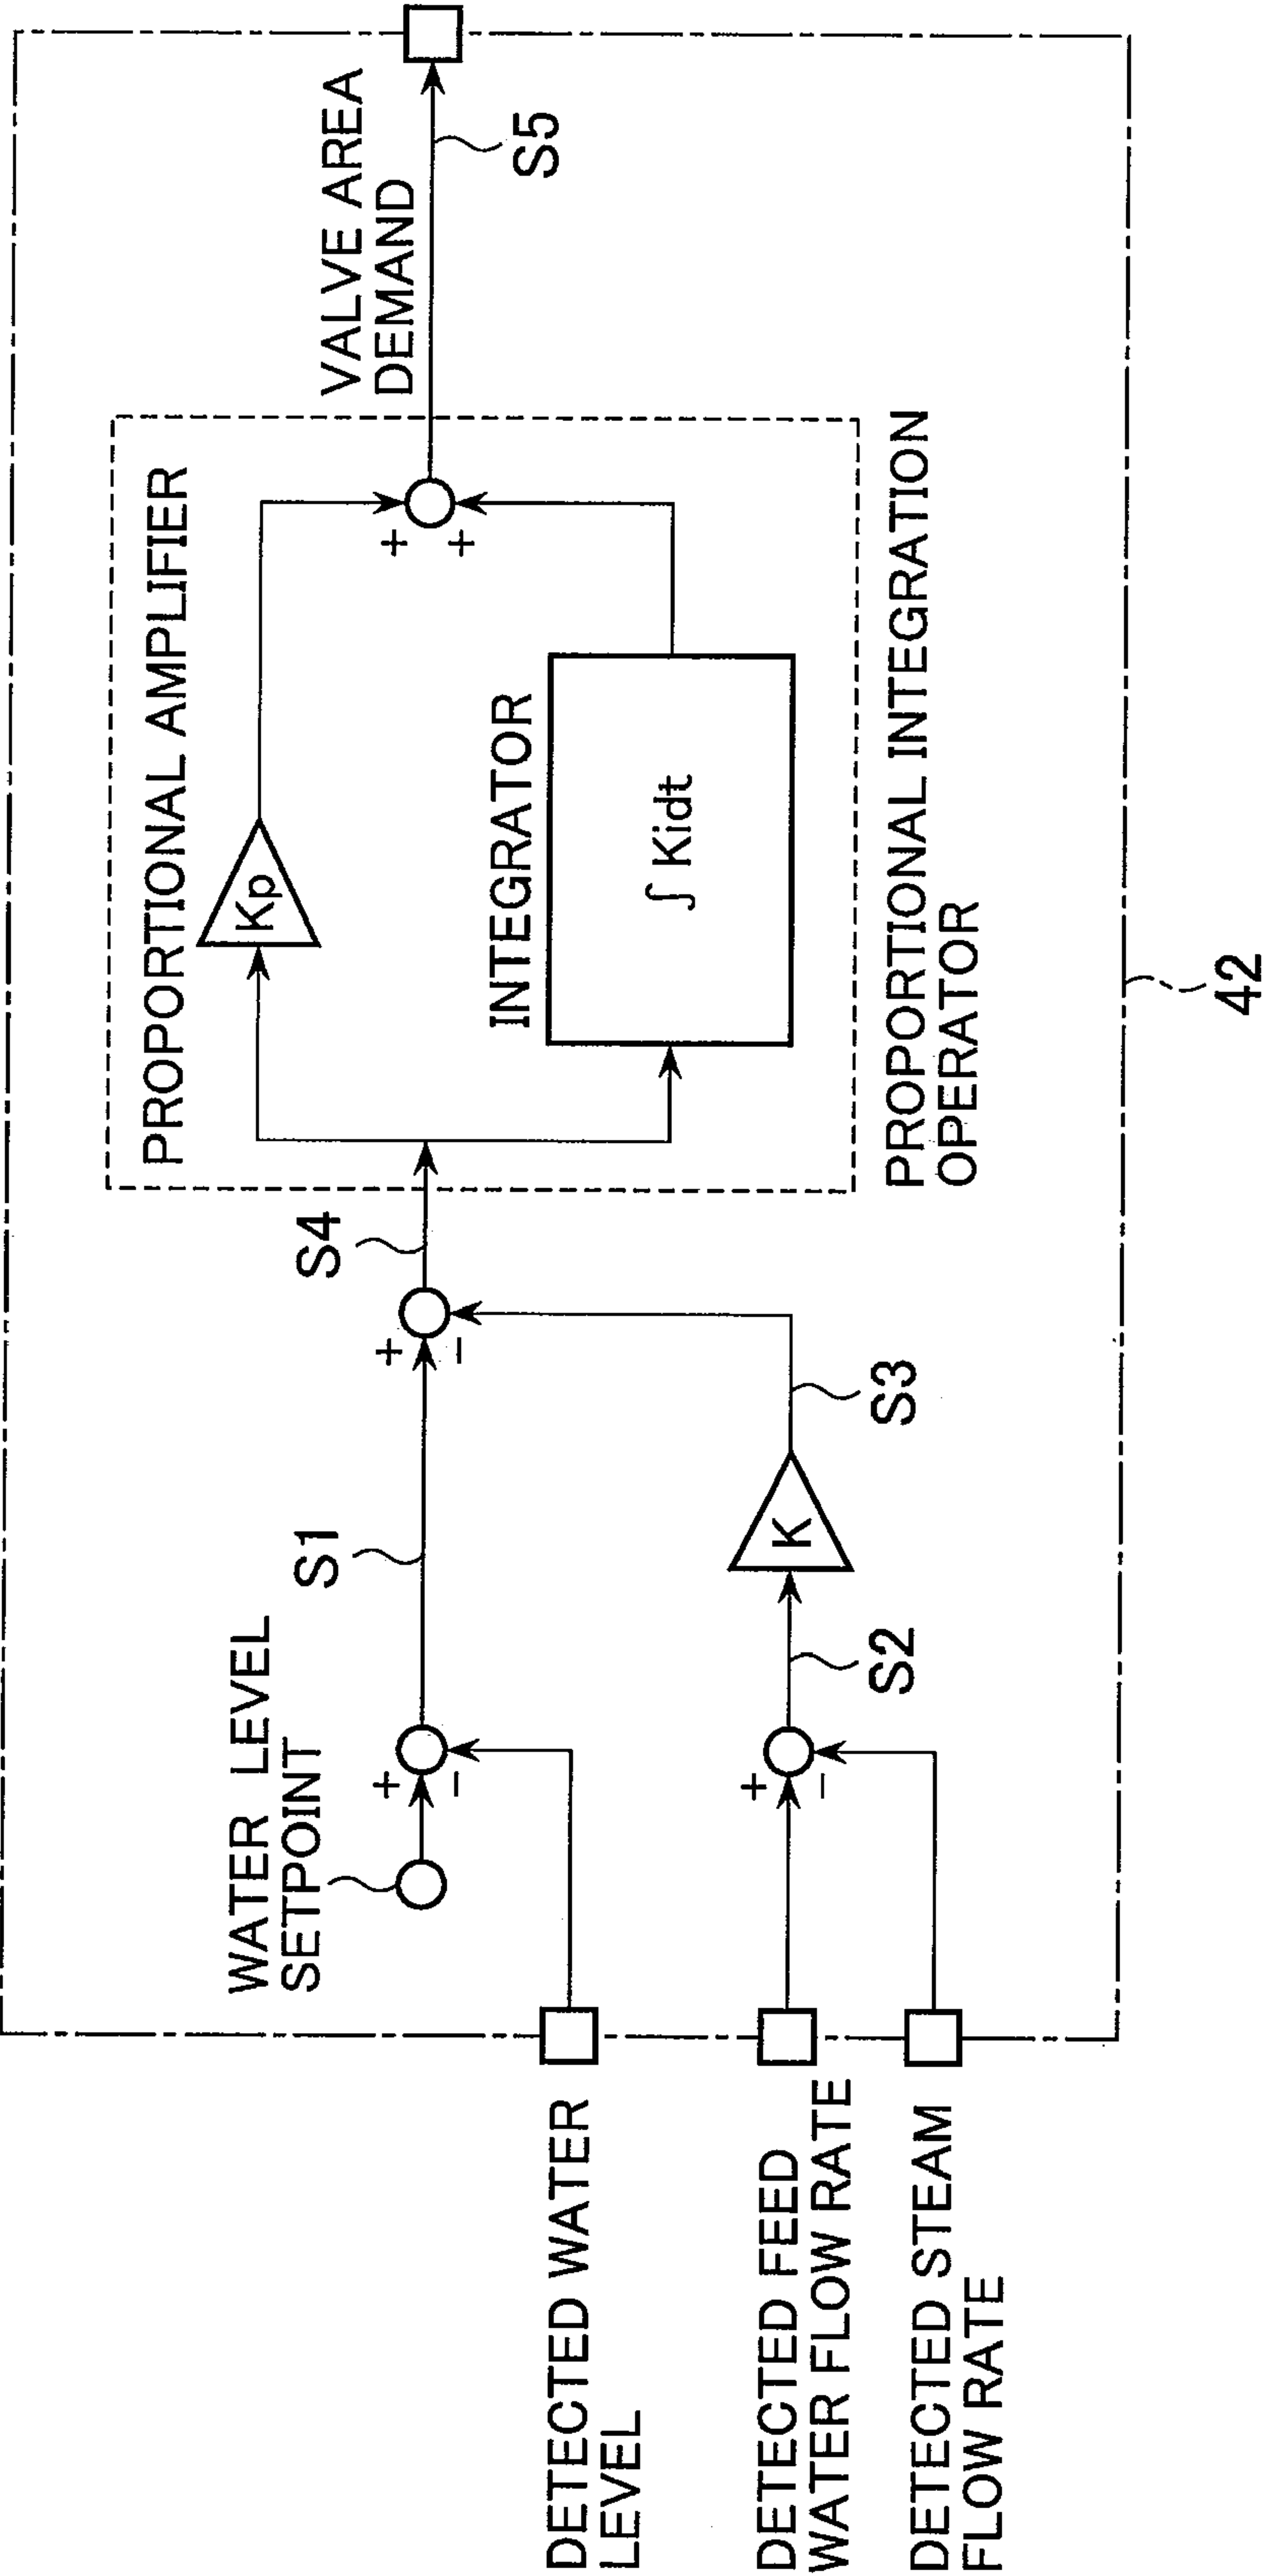 PROPORTIONAL AMPLIFIER
Kp
+
+
INTEGRATOR
∫ Kidt
PROPORTIONAL INTEGRATION
OPERATOR
VALVE AREA
DEMAND
S5
WATER LEVEL
SETPOINT
+
−
S1
+
−
S4
DETECTED WATER
LEVEL
DETECTED FEED
WATER FLOW RATE
+
−
S2
K
S3
DETECTED STEAM
FLOW RATE
42